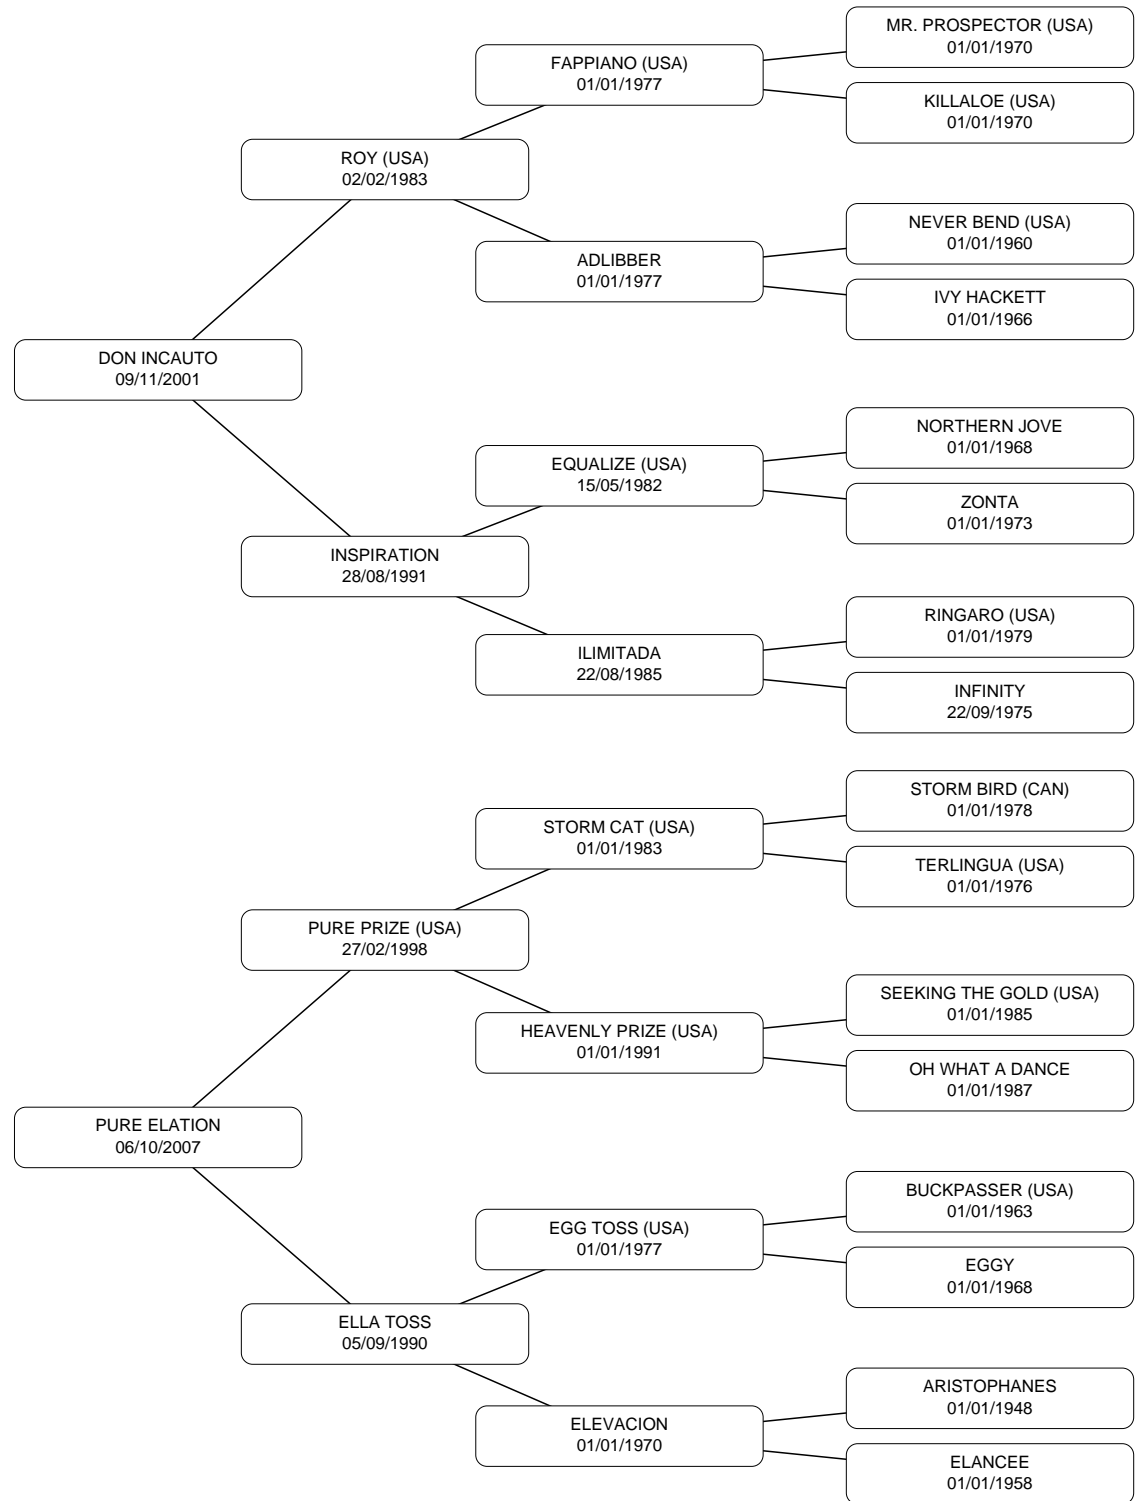 MR. PROSPECTOR (USA)
01/01/1970
FAPPIANO (USA)
01/01/1977
KILLALOE (USA)
01/01/1970
ROY (USA)
02/02/1983
NEVER BEND (USA)
01/01/1960
ADLIBBER
01/01/1977
IVY HACKETT
01/01/1966
DON INCAUTO
09/11/2001
NORTHERN JOVE
01/01/1968
EQUALIZE (USA)
15/05/1982
ZONTA
01/01/1973
INSPIRATION
28/08/1991
RINGARO (USA)
01/01/1979
ILIMITADA
22/08/1985
INFINITY
22/09/1975
STORM BIRD (CAN)
01/01/1978
STORM CAT (USA)
01/01/1983
TERLINGUA (USA)
01/01/1976
PURE PRIZE (USA)
27/02/1998
SEEKING THE GOLD (USA)
01/01/1985
HEAVENLY PRIZE (USA)
01/01/1991
OH WHAT A DANCE
01/01/1987
PURE ELATION
06/10/2007
BUCKPASSER (USA)
01/01/1963
EGG TOSS (USA)
01/01/1977
EGGY
01/01/1968
ELLA TOSS
05/09/1990
ARISTOPHANES
01/01/1948
ELEVACION
01/01/1970
ELANCEE
01/01/1958